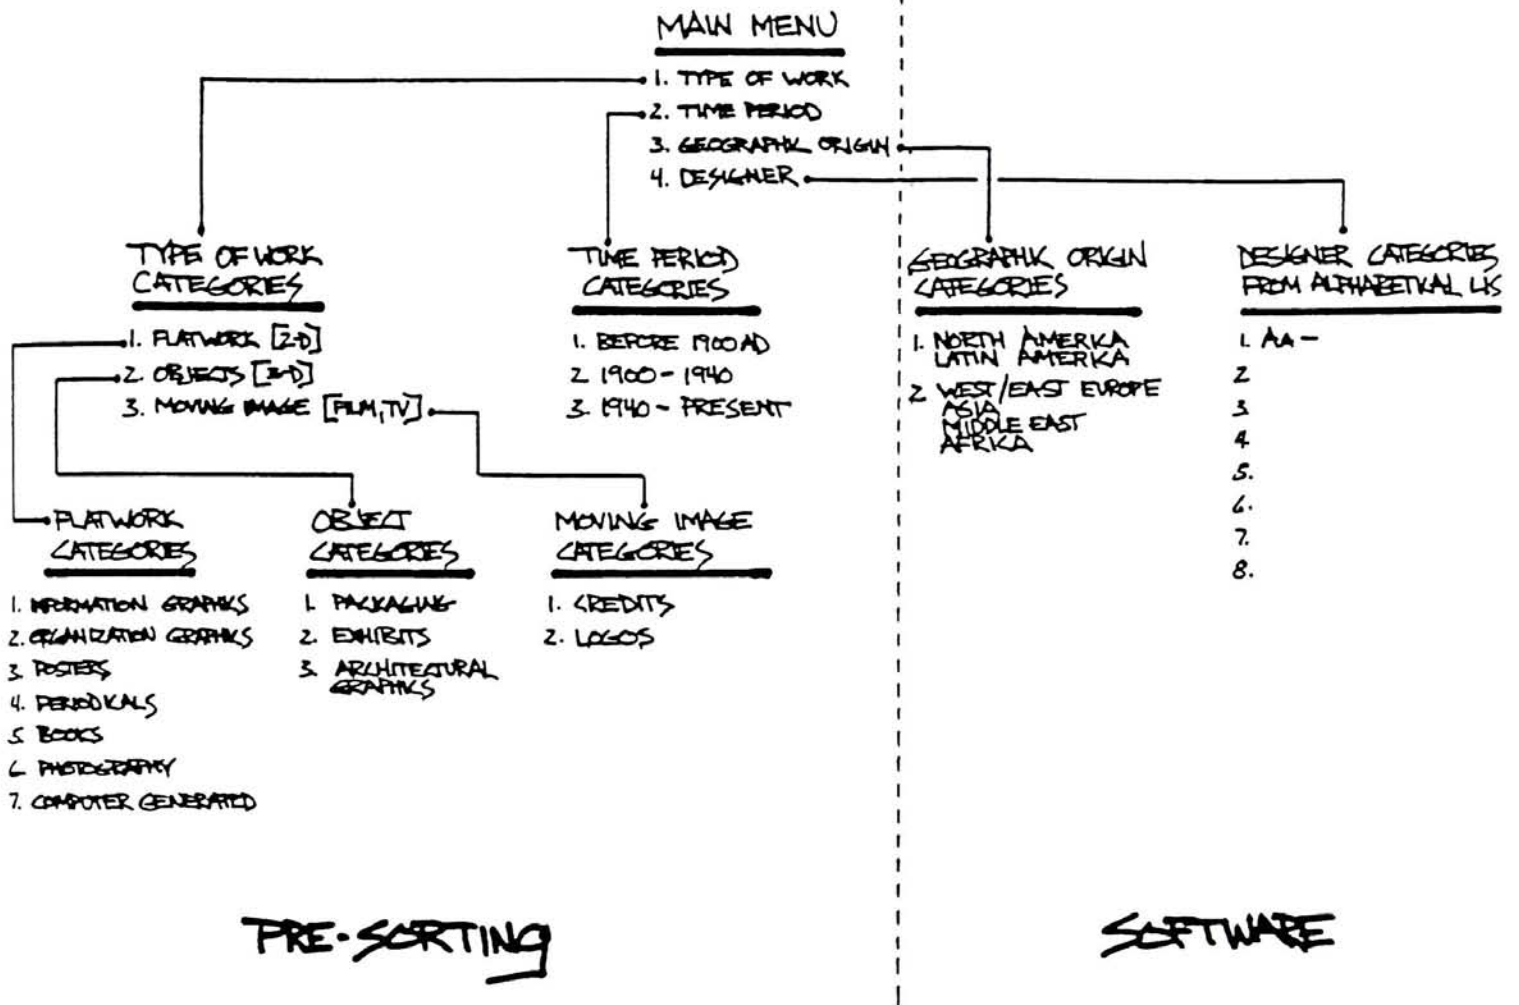 MAIN MENU
1. TYPE OF WORK
2. TIME PERIOD
3. GEOGRAPHIC ORIGIN
4. DESIGNER
TYPE OF WORK
CATEGORIES
1. FLATWORK [2-D]
2. OBJECTS [3-D]
3. MOVING IMAGE [FILM, TV]
TIME PERIOD
CATEGORIES
1. BEFORE 1900 AD
2 1900 - 1940
3. 1940 - PRESENT
GEOGRAPHIC ORIGIN
CATEGORIES
1. NORTH AMERICA
LATIN AMERICA
2. WEST/EAST EUROPE
ASIA
MIDDLE EAST
AFRICA
DESIGNER CATEGORIES
FROM ALPHABETICAL LIS
1. AA -
2
3.
4.
5.
6.
7.
8.
FLATWORK
CATEGORIES
1. INFORMATION GRAPHICS
2. ORGANIZATION GRAPHICS
3. POSTERS
4. PERIODICALS
5. BOOKS
6 PHOTOGRAPHY
7. COMPUTER GENERATED
OBJECT
CATEGORIES
1. PACKAGING
2. EXHIBITS
3. ARCHITECTURAL
GRAPHICS
MOVING IMAGE
CATEGORIES
1. CREDITS
2. LOGOS
PRE-SORTING
SOFTWARE